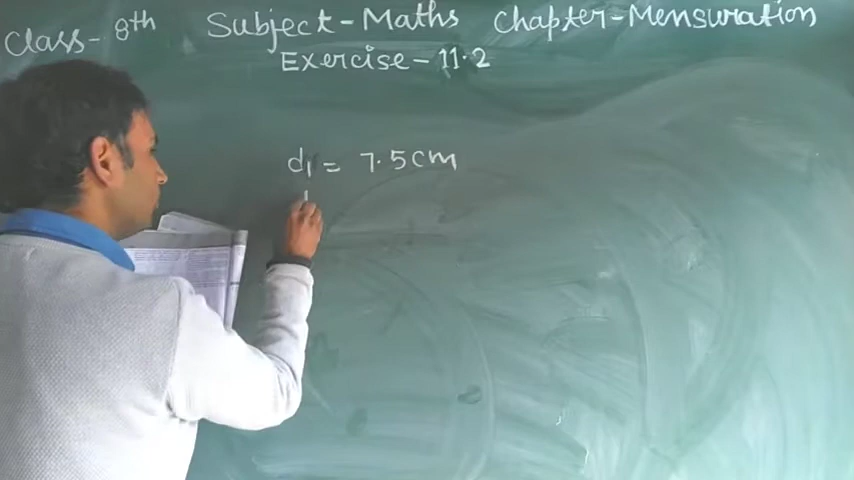 Class- 8th Subject-Maths Chapter-Mensuration
Exercise-11.2
d1 = 7.5cm